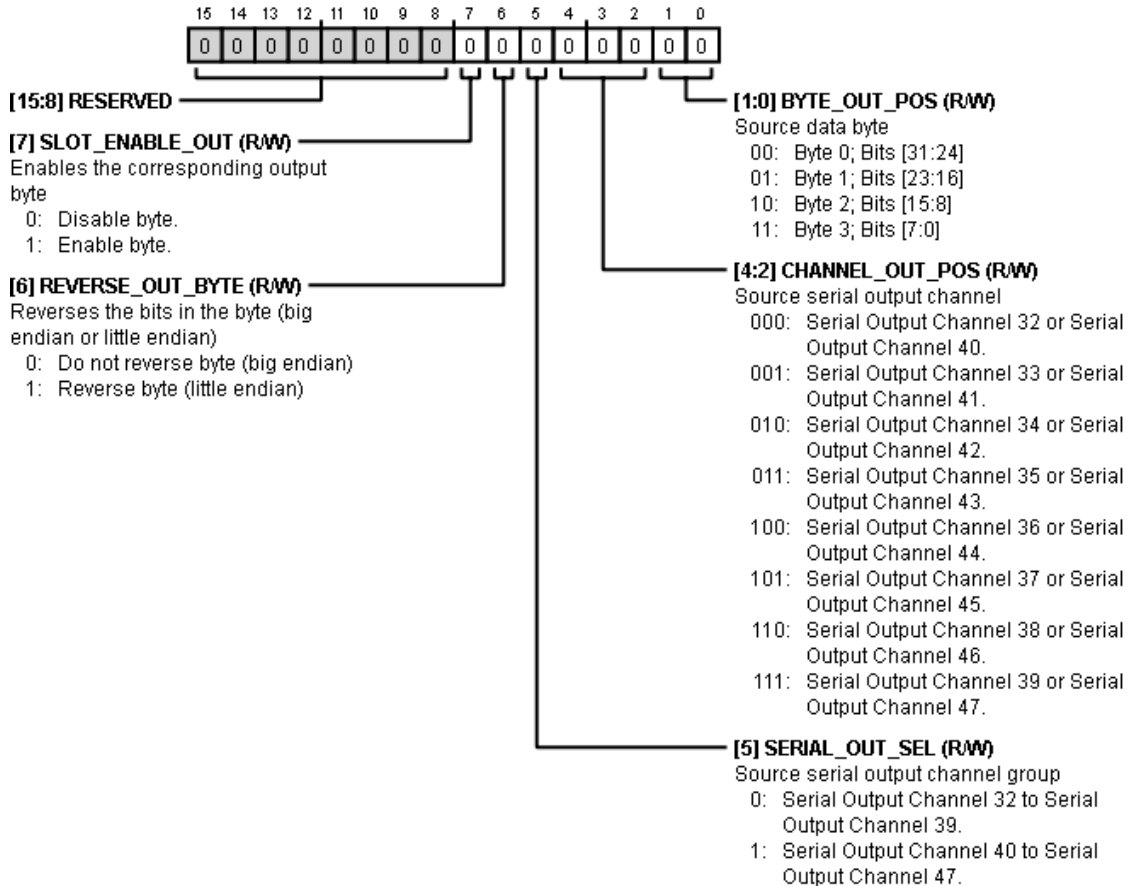 15 14 13 12 11 10 9 8 7 6 5 4 3 2 1 0
0 0 0 0 0 0 0 0 0 0 0 0 0 0 0 0
[15:8] RESERVED
[7] SLOT_ENABLE_OUT (R/W)
Enables the corresponding output
byte
0: Disable byte.
1: Enable byte.
[6] REVERSE_OUT_BYTE (R/W)
Reverses the bits in the byte (big
endian or little endian)
0: Do not reverse byte (big endian)
1: Reverse byte (little endian)
[1:0] BYTE_OUT_POS (R/W)
Source data byte
00: Byte 0; Bits [31:24]
01: Byte 1; Bits [23:16]
10: Byte 2; Bits [15:8]
11: Byte 3; Bits [7:0]
[4:2] CHANNEL_OUT_POS (R/W)
Source serial output channel
000: Serial Output Channel 32 or Serial
Output Channel 40.
001: Serial Output Channel 33 or Serial
Output Channel 41.
010: Serial Output Channel 34 or Serial
Output Channel 42.
011: Serial Output Channel 35 or Serial
Output Channel 43.
100: Serial Output Channel 36 or Serial
Output Channel 44.
101: Serial Output Channel 37 or Serial
Output Channel 45.
110: Serial Output Channel 38 or Serial
Output Channel 46.
111: Serial Output Channel 39 or Serial
Output Channel 47.
[5] SERIAL_OUT_SEL (R/W)
Source serial output channel group
0: Serial Output Channel 32 to Serial
Output Channel 39.
1: Serial Output Channel 40 to Serial
Output Channel 47.